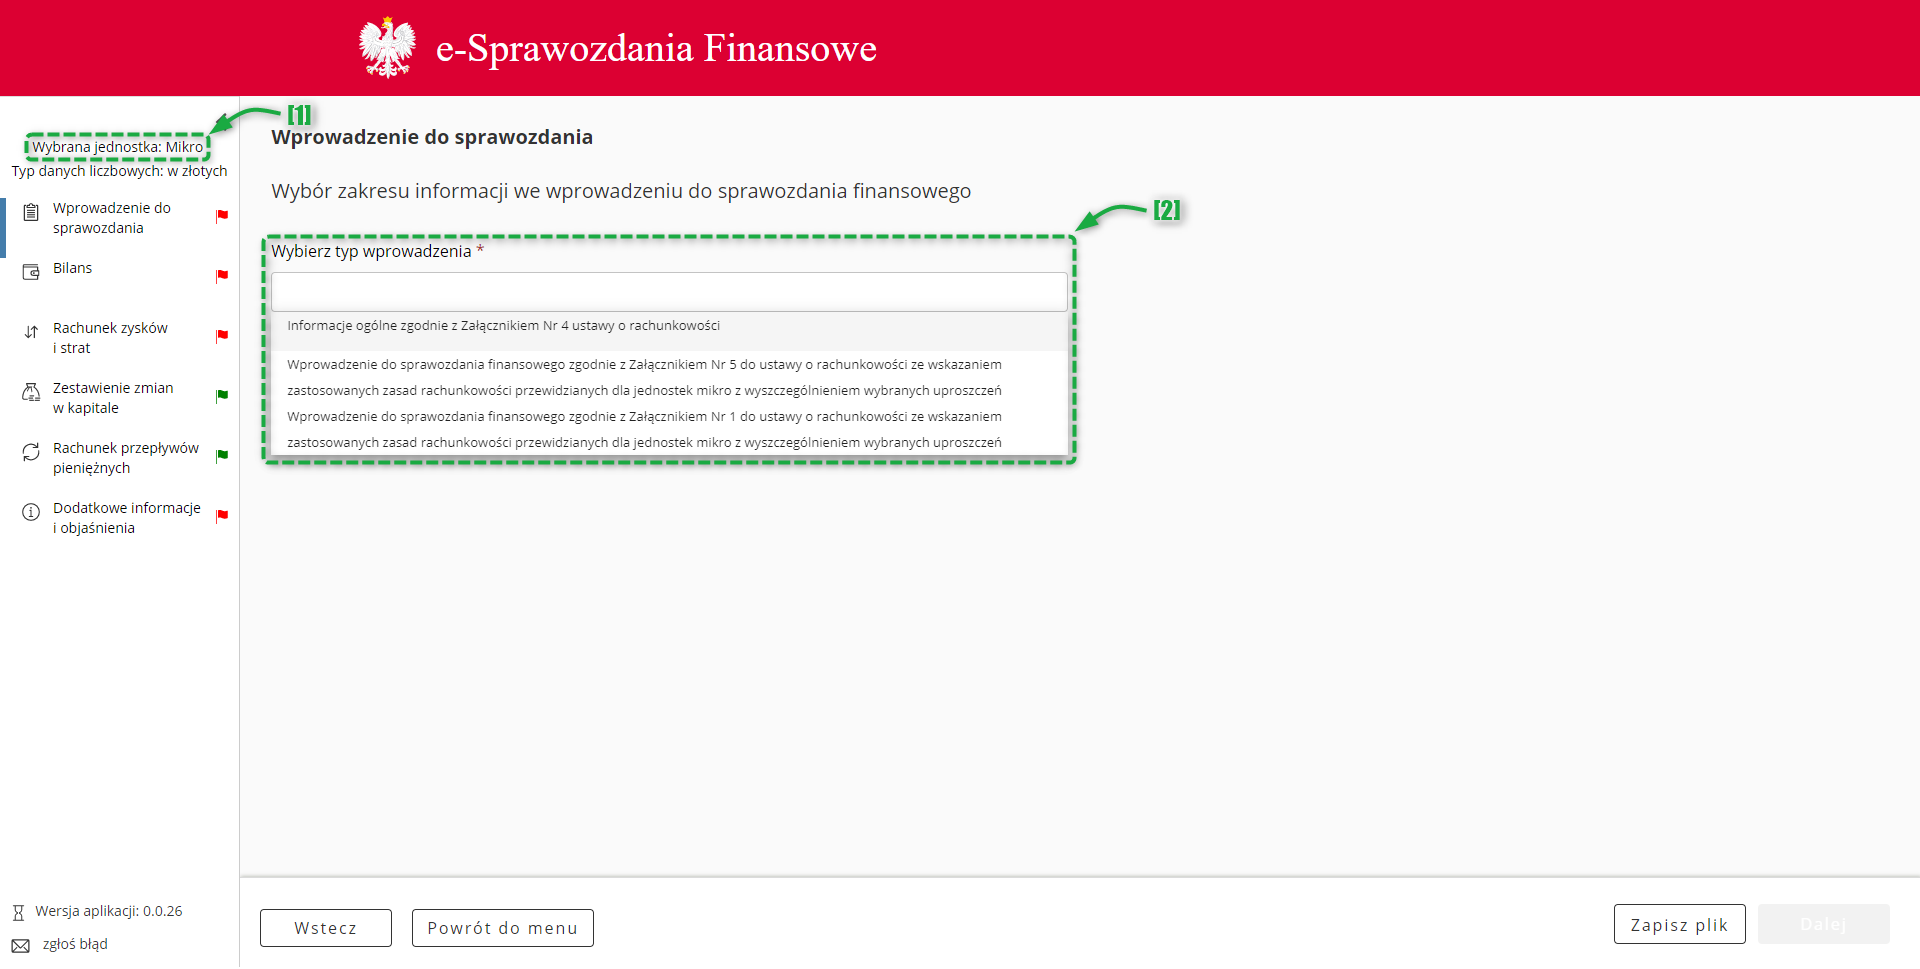 e-Sprawozdania Finansowe
[1]
Wybrana jednostka: Mikro
Typ danych liczbowych: w złotych
Wprowadzenie do
sprawozdania
Bilans
Rachunek zysków
i strat
Zestawienie zmian
w kapitale
Rachunek przepływów
pieniężnych
Dodatkowe informacje
i objaśnienia
Wersja aplikacji: 0.0.26
zgłoś błąd
Wprowadzenie do sprawozdania
Wybór zakresu informacji we wprowadzeniu do sprawozdania finansowego
[2]
Wybierz typ wprowadzenia *
Informacje ogólne zgodnie z Załącznikiem Nr 4 ustawy o rachunkowości
Wprowadzenie do sprawozdania finansowego zgodnie z Załącznikiem Nr 5 do ustawy o rachunkowości ze wskazaniem
zastosowanych zasad rachunkowości przewidzianych dla jednostek mikro z wyszczególnieniem wybranych uproszczeń
Wprowadzenie do sprawozdania finansowego zgodnie z Załącznikiem Nr 1 do ustawy o rachunkowości ze wskazaniem
zastosowanych zasad rachunkowości przewidzianych dla jednostek mikro z wyszczególnieniem wybranych uproszczeń
Wstecz
Powrót do menu
Zapisz plik
Dalej